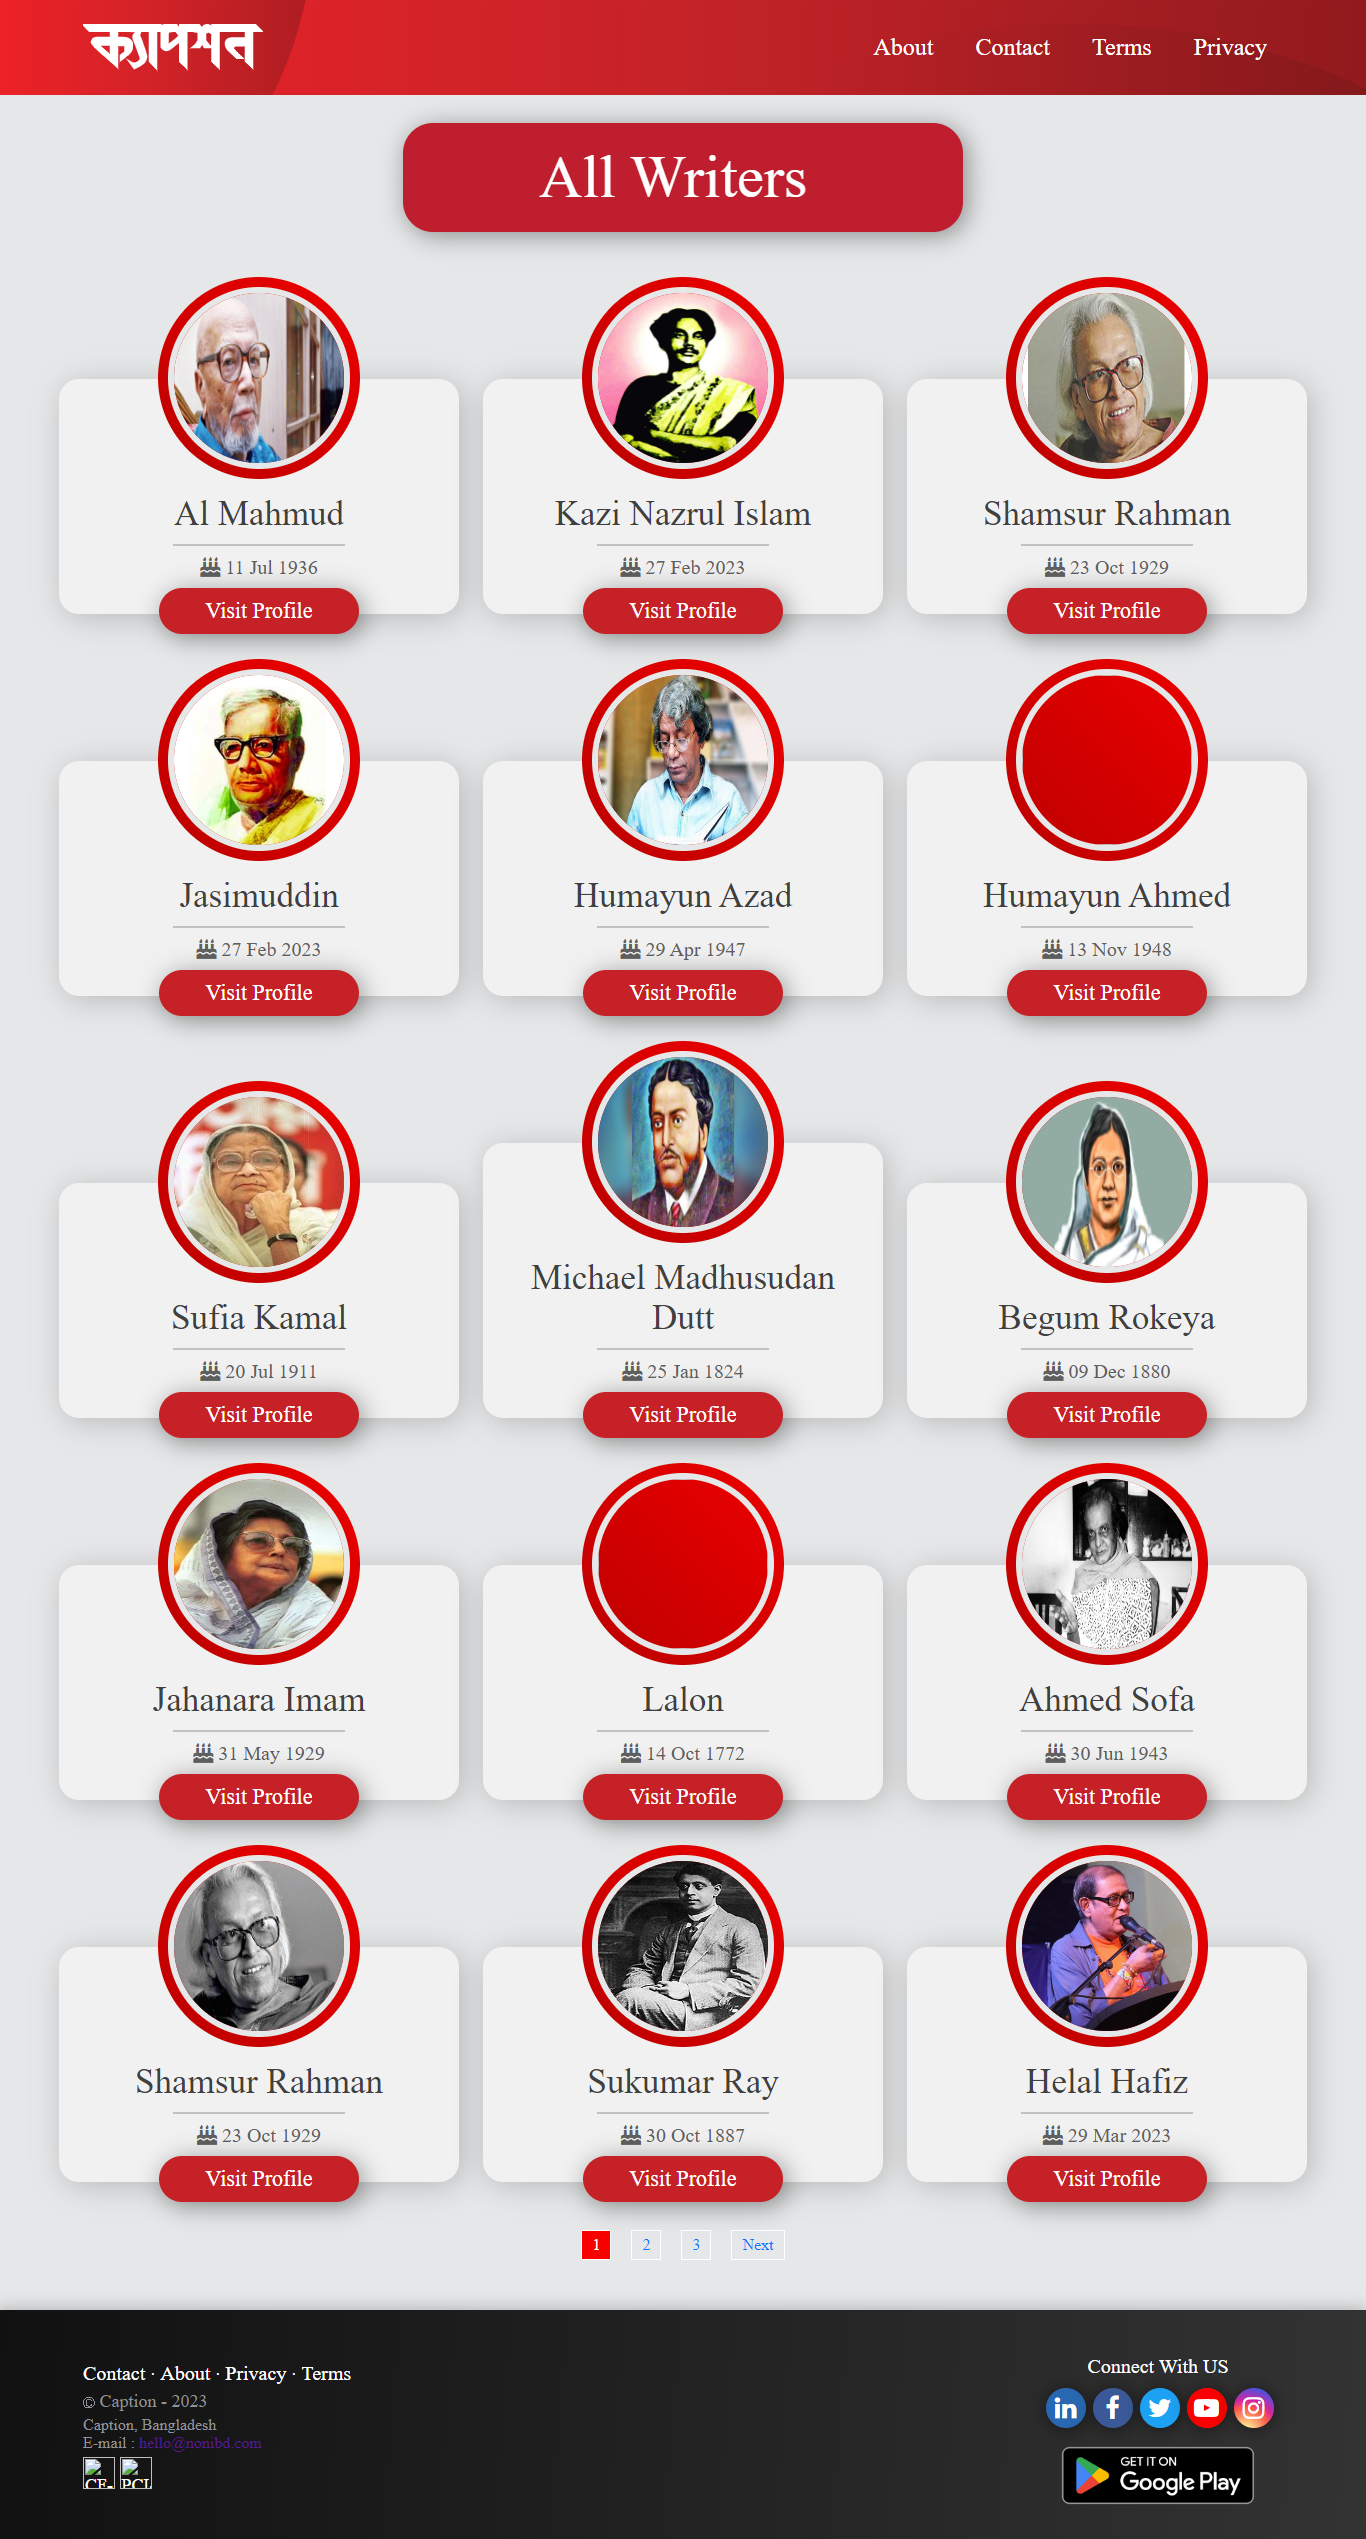 ক্যাপশন
About Contact Terms Privacy
All Writers
Al Mahmud
11 Jul 1936
Visit Profile
Kazi Nazrul Islam
27 Feb 2023
Visit Profile
Shamsur Rahman
23 Oct 1929
Visit Profile
Jasimuddin
27 Feb 2023
Visit Profile
Humayun Azad
29 Apr 1947
Visit Profile
Humayun Ahmed
13 Nov 1948
Visit Profile
Sufia Kamal
20 Jul 1911
Visit Profile
Michael Madhusudan
Dutt
25 Jan 1824
Visit Profile
Begum Rokeya
09 Dec 1880
Visit Profile
Jahanara Imam
31 May 1929
Visit Profile
Lalon
14 Oct 1772
Visit Profile
Ahmed Sofa
30 Jun 1943
Visit Profile
Shamsur Rahman
23 Oct 1929
Visit Profile
Sukumar Ray
30 Oct 1887
Visit Profile
Helal Hafiz
29 Mar 2023
Visit Profile
1 2 3 Next
Contact · About · Privacy · Terms
© Caption - 2023
Caption, Bangladesh
E-mail : hello@nonibd.com
Connect With US
GET IT ON
Google Play